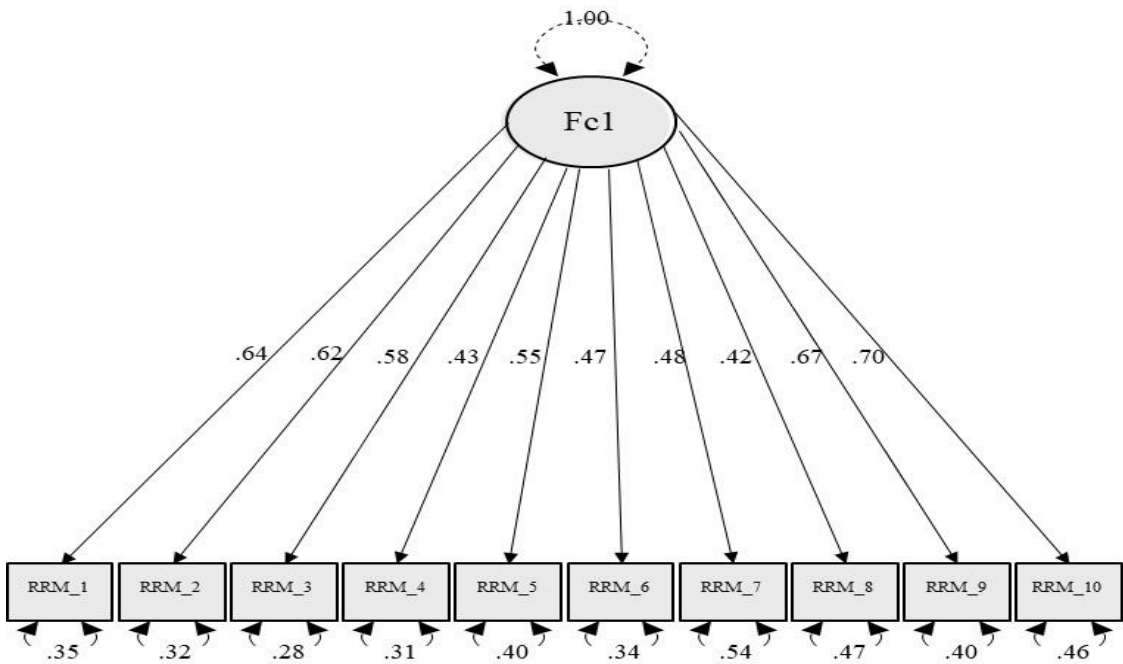 1.00
Fc1
.64 .62 .58 .43 .55 .47 .48 .42 .67 .70
RRM_1 RRM_2 RRM_3 RRM_4 RRM_5 RRM_6 RRM_7 RRM_8 RRM_9 RRM_10
.35 .32 .28 .31 .40 .34 .54 .47 .40 .46